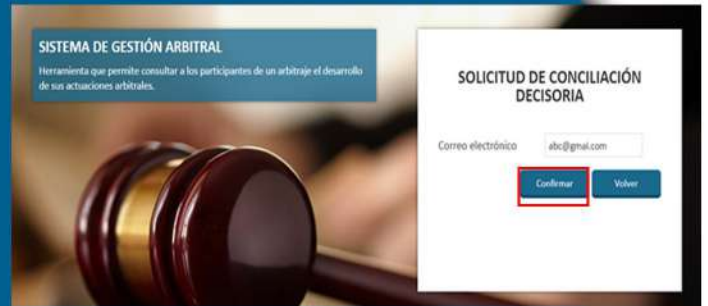 SISTEMA DE GESTIÓN ARBITRAL
Herramienta que permite consultar a los participantes de un arbitraje el desarrollo
de sus actuaciones arbitrales.
SOLICITUD DE CONCILIACIÓN
DECISORIA
Correo electrónico abc@gmai.com
Confirmar Volver